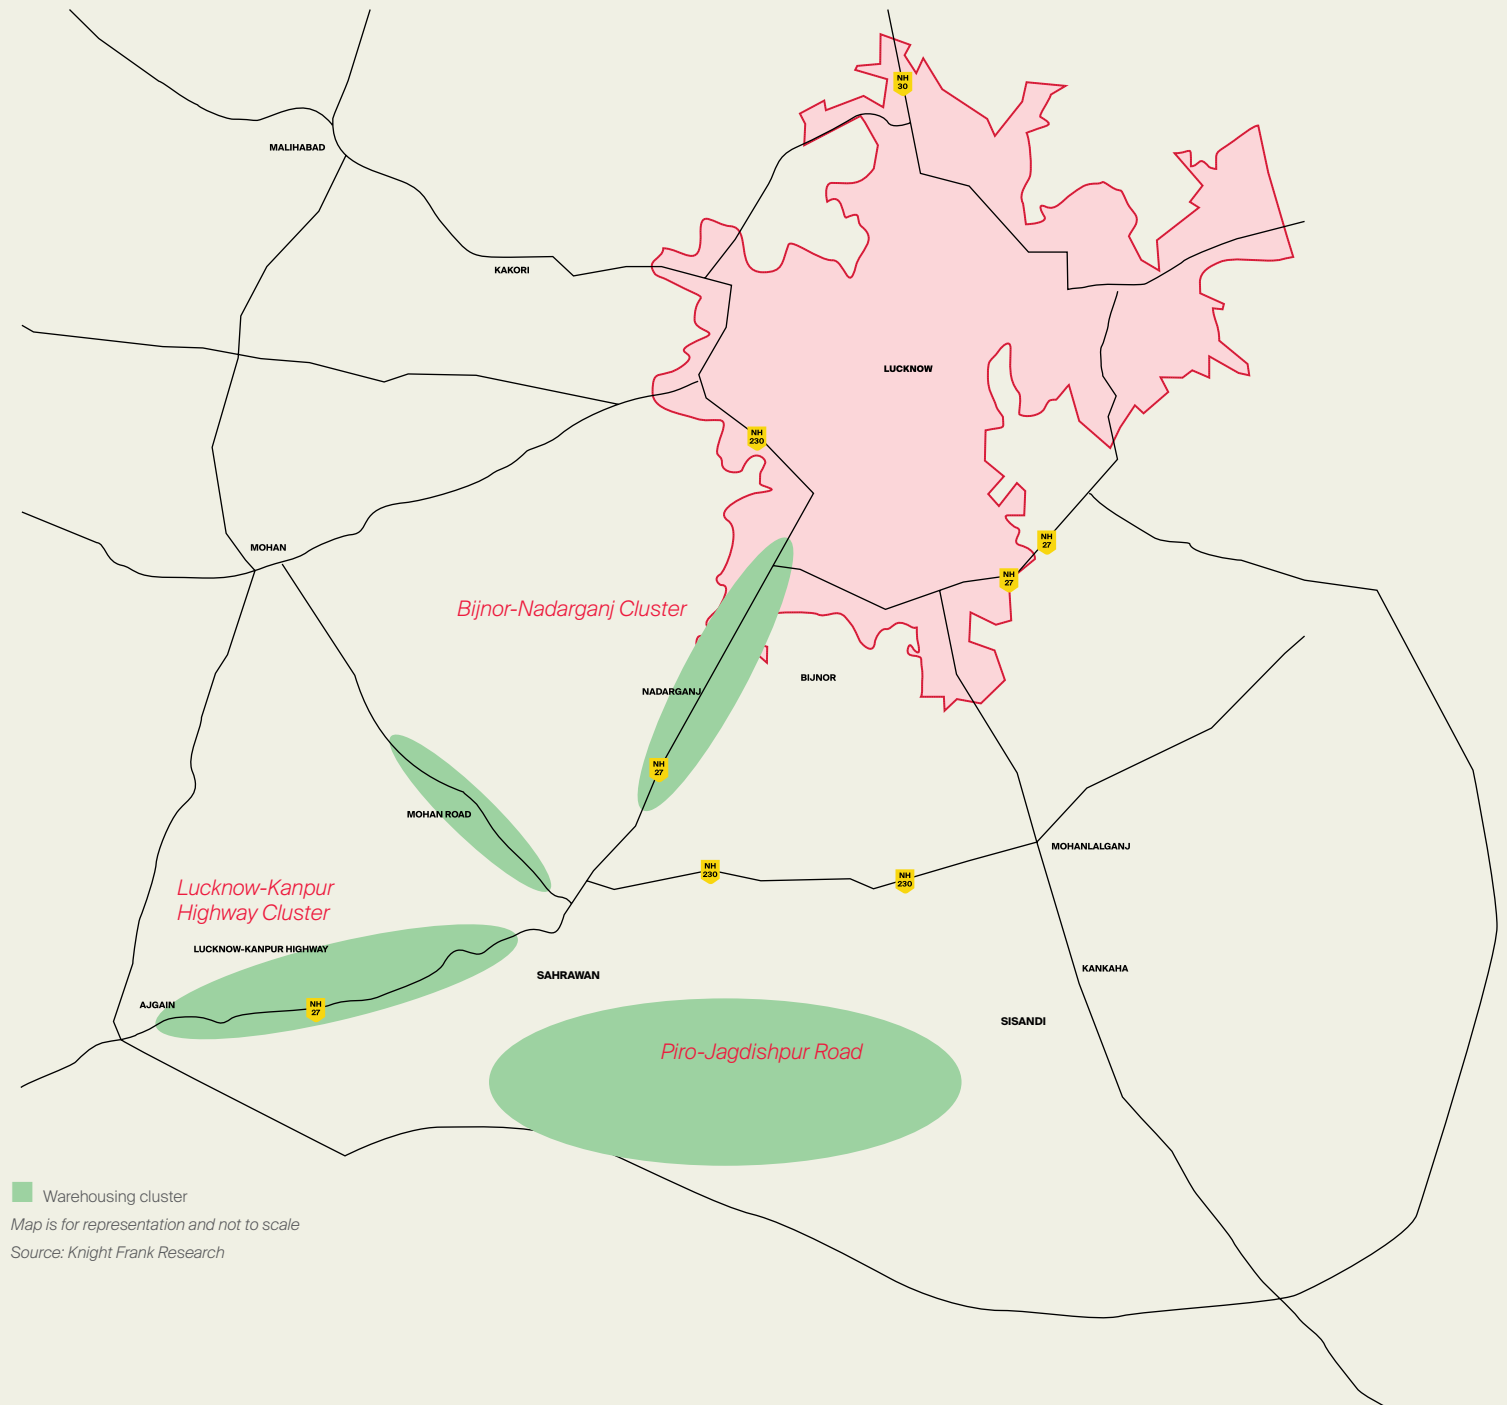 NH
30
MALIHABAD
KAKORI
LUCKNOW
NH
230
NH
27
MOHAN
NH
27
Bijnor-Nadarganj Cluster
BIJNOR
NADARGANJ
NH
27
MOHAN ROAD
MOHANLALGANJ
NH
230
NH
230
Lucknow-Kanpur
Highway Cluster
LUCKNOW-KANPUR HIGHWAY
KANKAHA
SAHRAWAN
AJGAIN
NH
27
SISANDI
Piro-Jagdishpur Road
Warehousing cluster
Map is for representation and not to scale
Source: Knight Frank Research